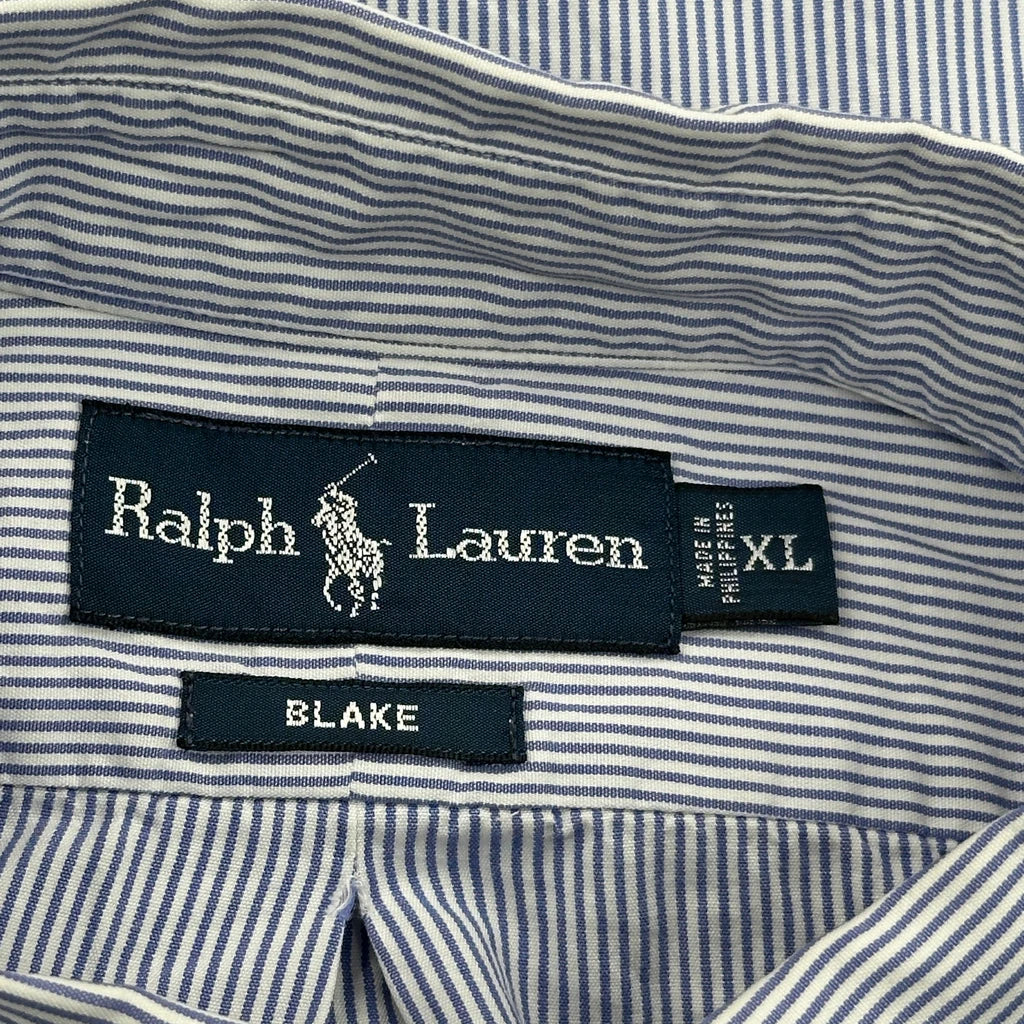 Ralph Lauren
MADE IN
PHILIPPINES
XL
BLAKE